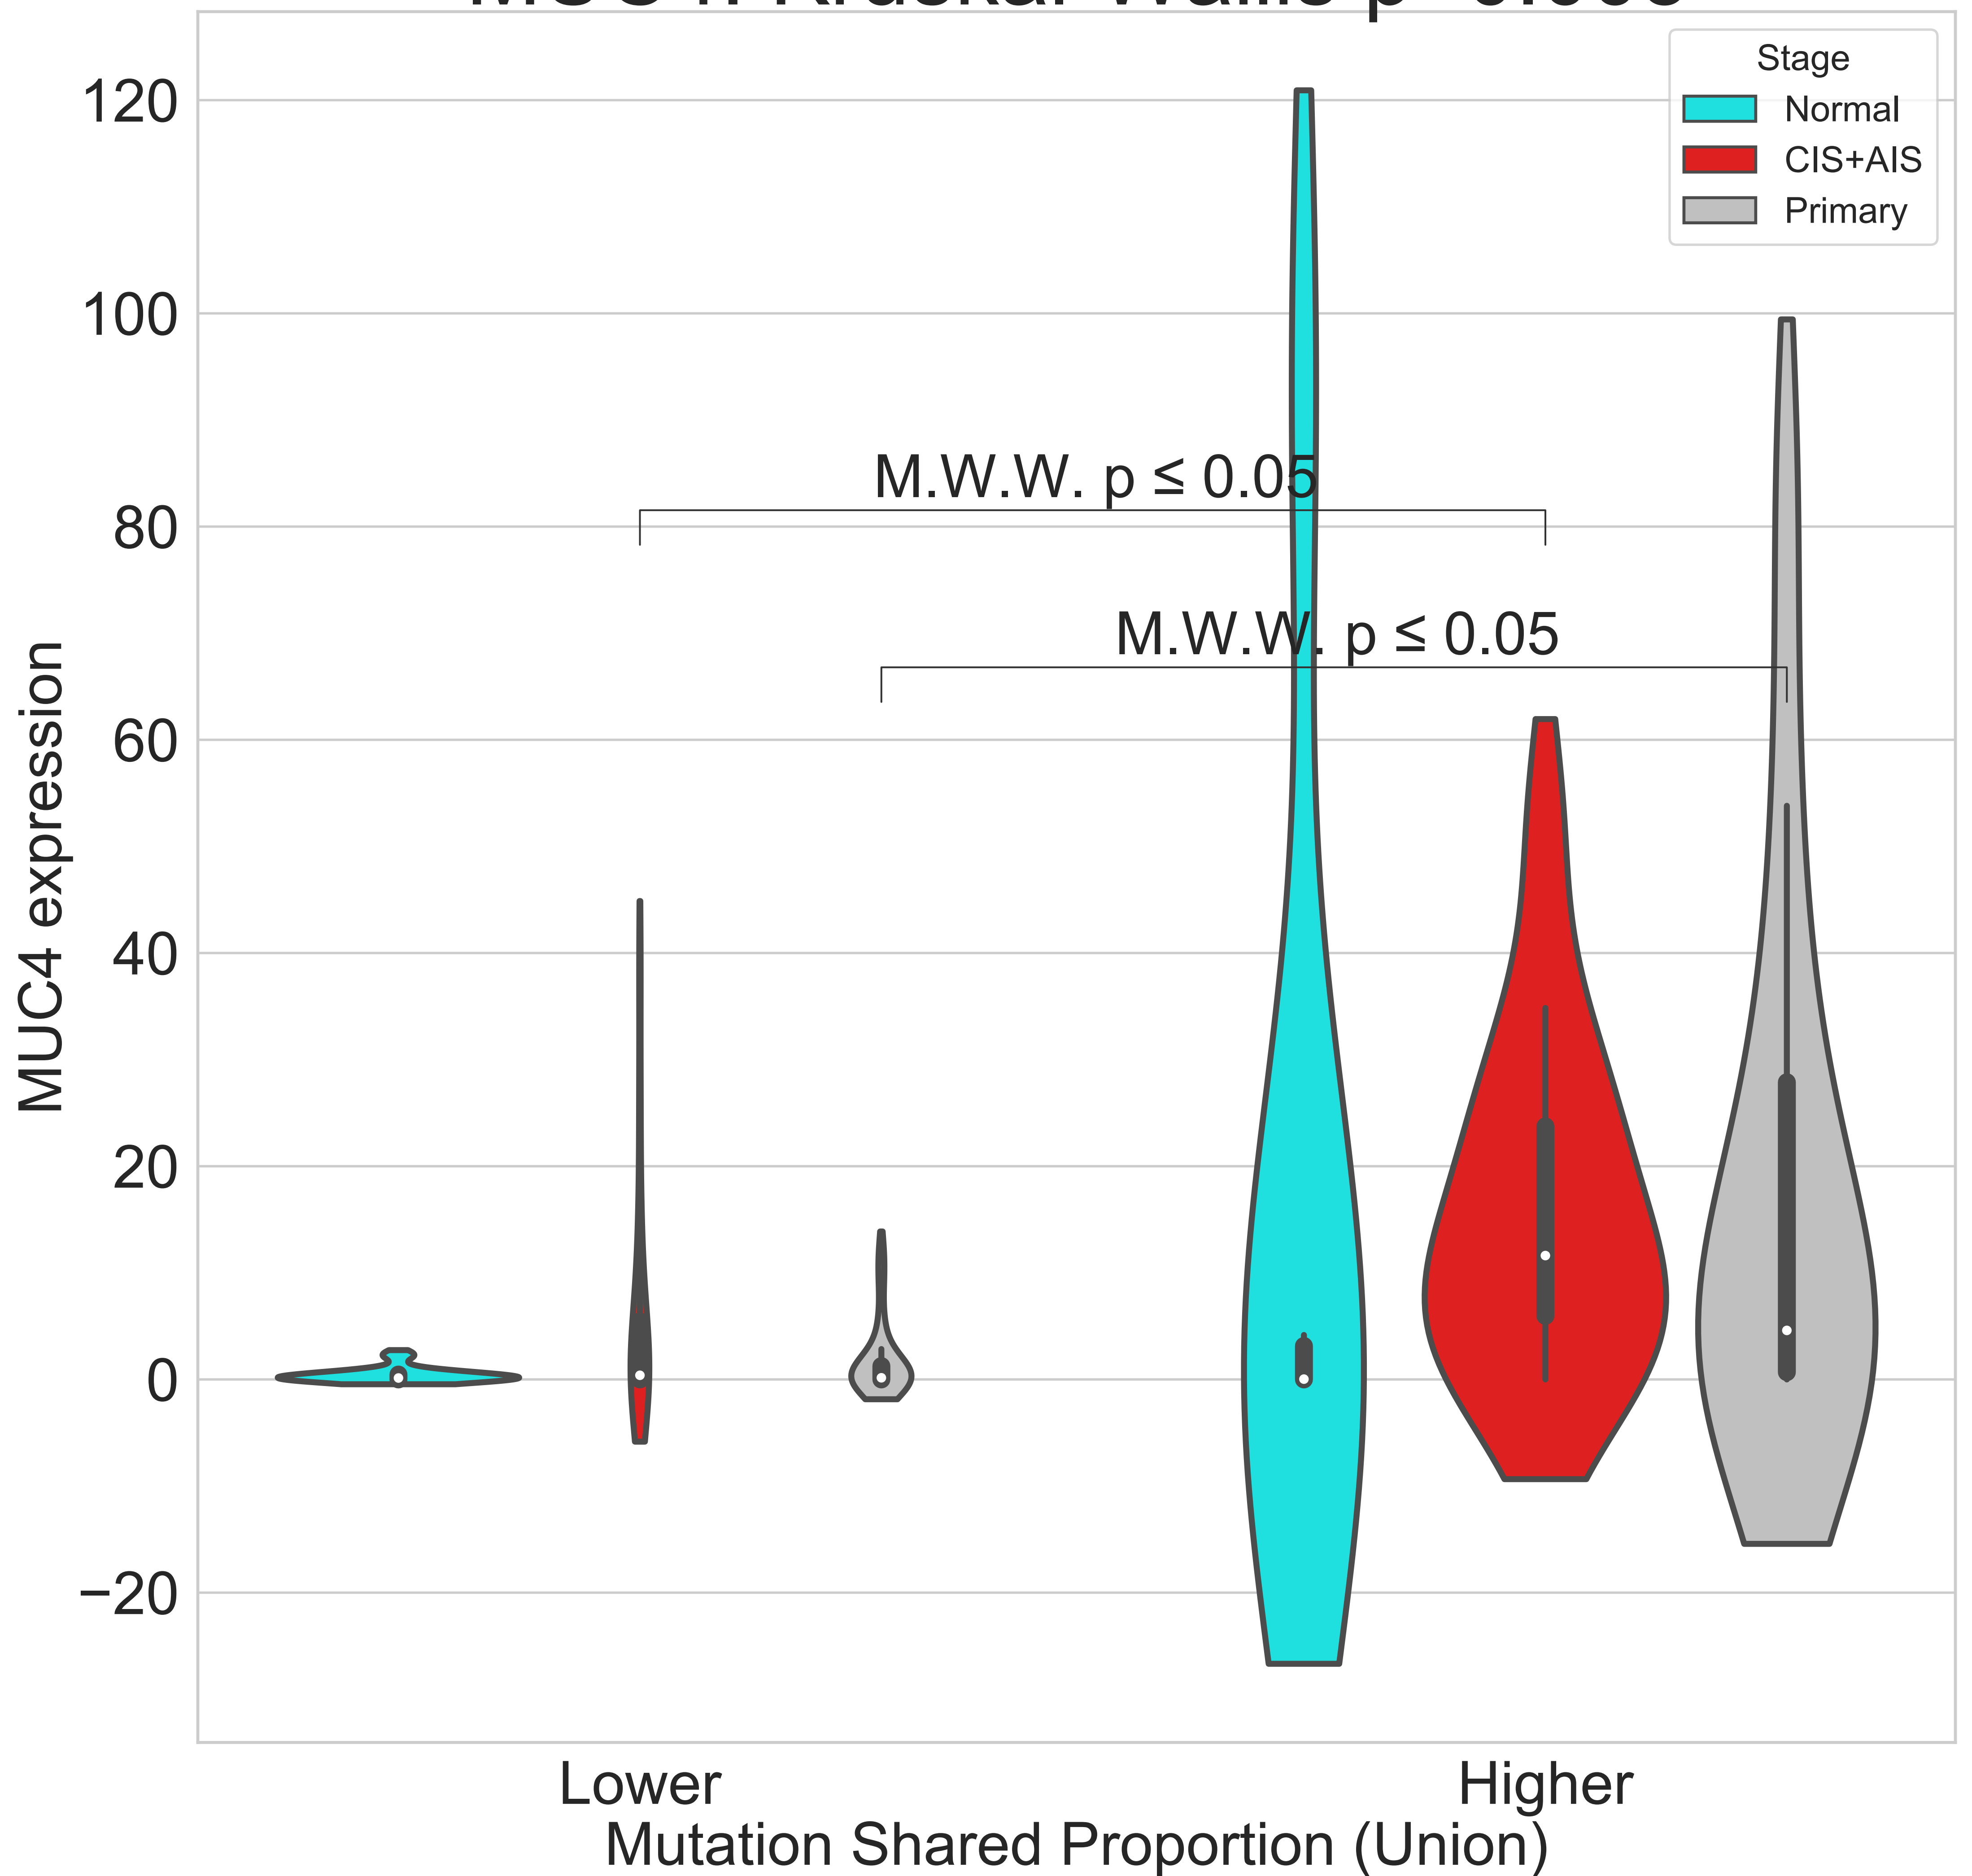 Stage
Normal
CIS+AIS
Primary
120
100
80
60
40
20
0
−20
MUC4 expression
M.W.W. p ≤ 0.05
M.W.W. p ≤ 0.05
Lower
Higher
Mutation Shared Proportion (Union)